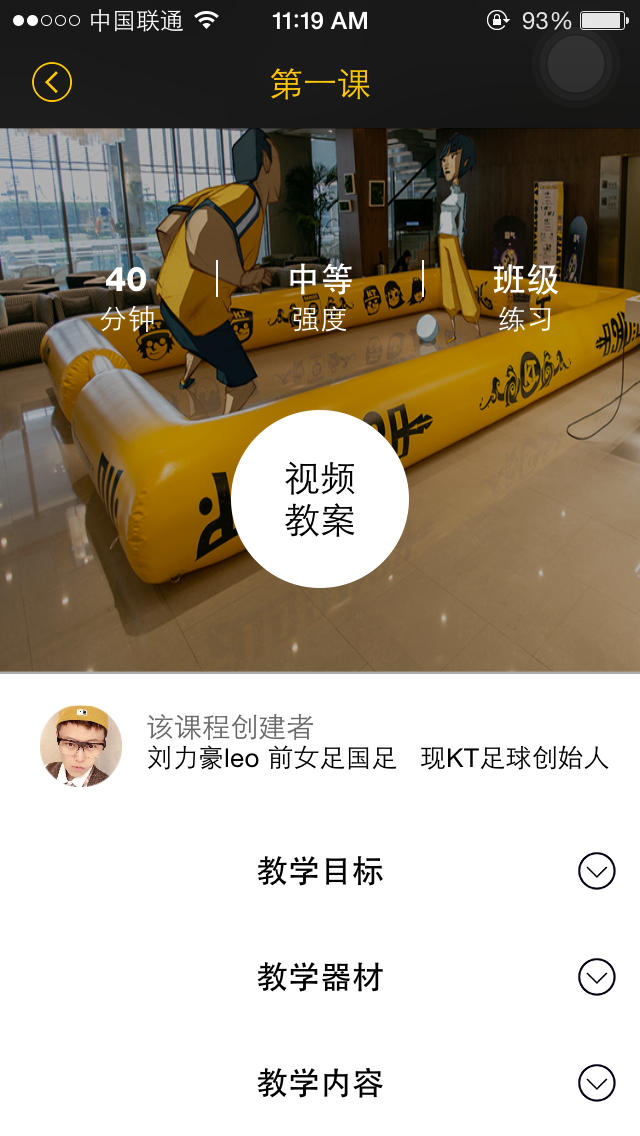 中国联通
11:19 AM
93%
第一课
40
中等
班级
分钟
强度
练习
视频
教案
该课程创建者
刘力豪leo 前女足国足 现KT足球创始人
教学目标
教学器材
教学内容